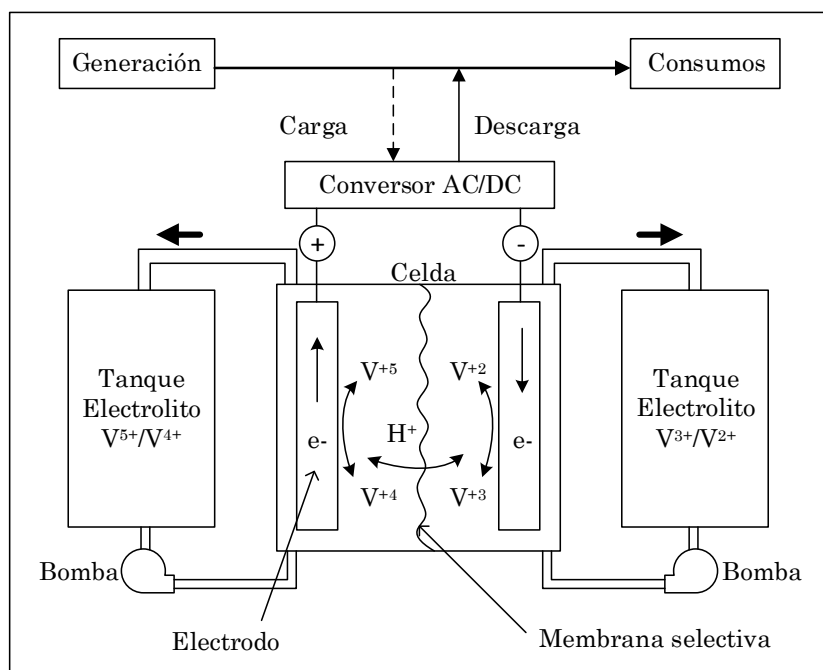 Generación
Consumos
Carga
Descarga
Conversor AC/DC
+
-
Celda
Tanque
Electrolito
V5+/V4+
V+5
V+2
e-
H+
e-
V+4
V+3
Tanque
Electrolito
V3+/V2+
Bomba
Bomba
Electrodo
Membrana selectiva